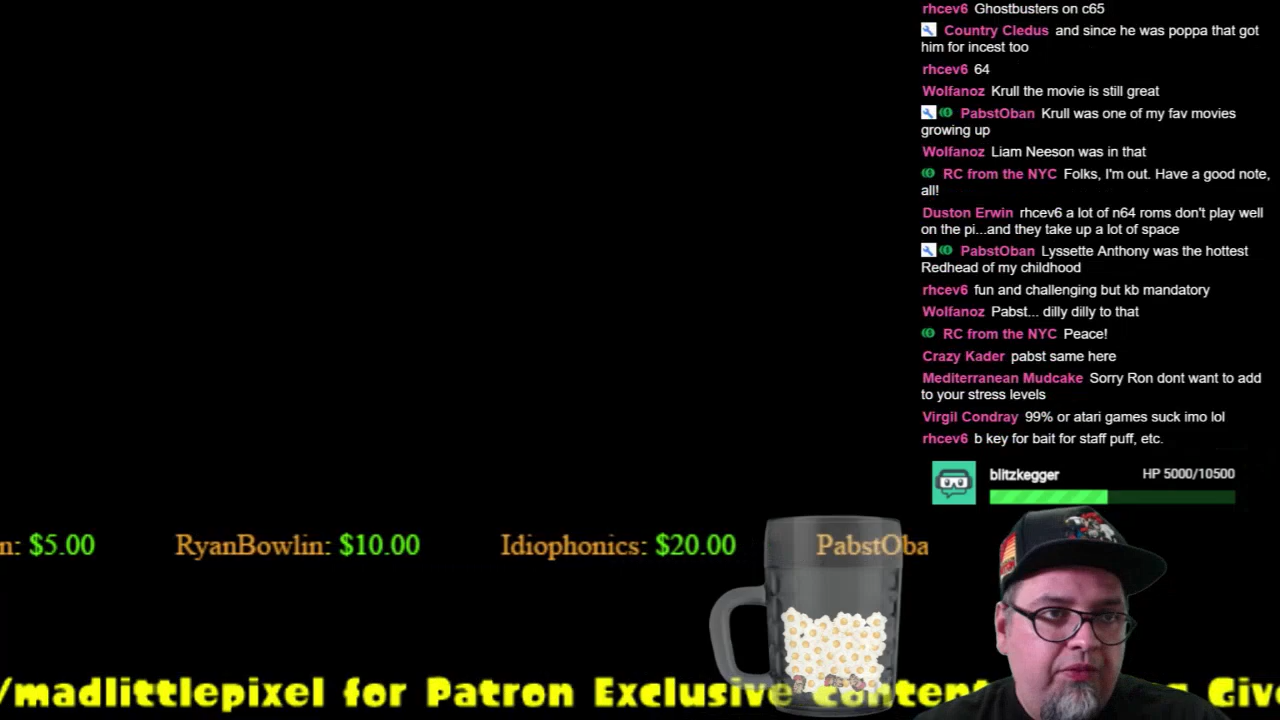 rhcev6 Ghostbusters on c65
Country Cledus and since he was poppa that got
him for incest too
rhcev6 64
Wolfanoz Krull the movie is still great
PabstOban Krull was one of my fav movies
growing up
Wolfanoz Liam Neeson was in that
RC from the NYC Folks, I'm out. Have a good note,
all!
Duston Erwin rhcev6 a lot of n64 roms don't play well
on the pi...and they take up a lot of space
PabstOban Lyssette Anthony was the hottest
Redhead of my childhood
rhcev6 fun and challenging but kb mandatory
Wolfanoz Pabst... dilly dilly to that
RC from the NYC Peace!
Crazy Kader pabst same here
Mediterranean Mudcake Sorry Ron dont want to add
to your stress levels
Virgil Condray 99% or atari games suck imo lol
rhcev6 b key for bait for staff puff, etc.
blitzkegger HP 5000/10500
n: $5.00 RyanBowlin: $10.00 Idiophonics: $20.00 PabstOba
/madlittlepixel for Patron Exclusive content Giv